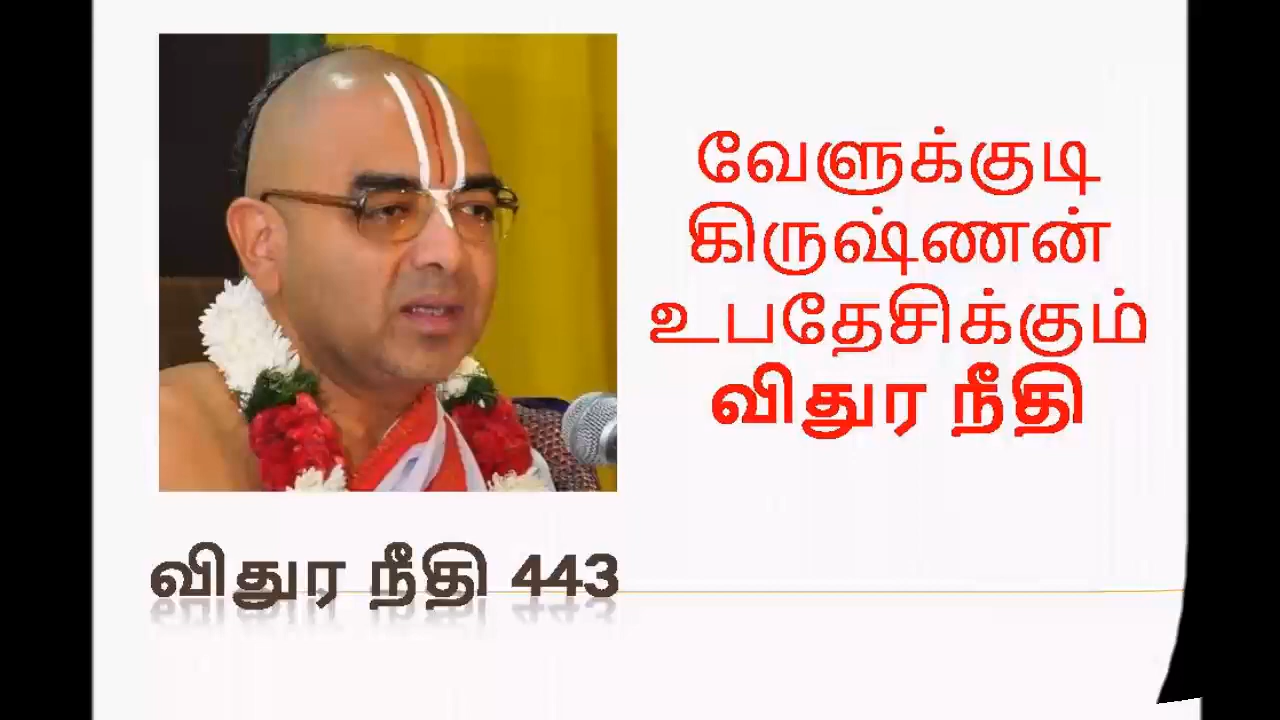 வேளுக்குடி
கிருஷ்ணன்
உபதேசிக்கும்
விதுர நீதி
விதுர நீதி 443